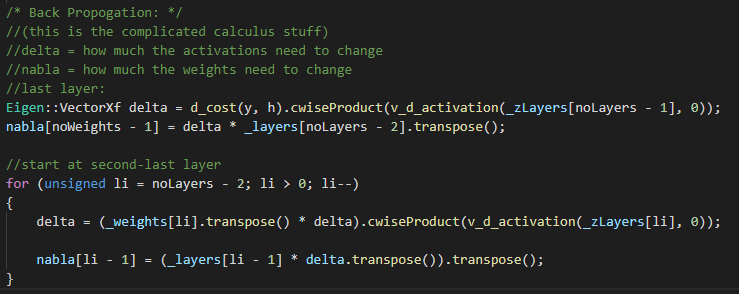 /* Back Propogation: */
//(this is the complicated calculus stuff)
//delta = how much the activations need to change
//nabla = how much the weights need to change
//last layer:
Eigen::VectorXf delta = d_cost(y, h).cwiseProduct(v_d_activation(_zLayers[noLayers - 1], 0));
nabla[noWeights - 1] = delta * _layers[noLayers - 2].transpose();
//start at second-last layer
for (unsigned li = noLayers - 2; li > 0; li--)
{
delta = (_weights[li].transpose() * delta).cwiseProduct(v_d_activation(_zLayers[li], 0));
nabla[li - 1] = (_layers[li - 1] * delta.transpose()).transpose();
}